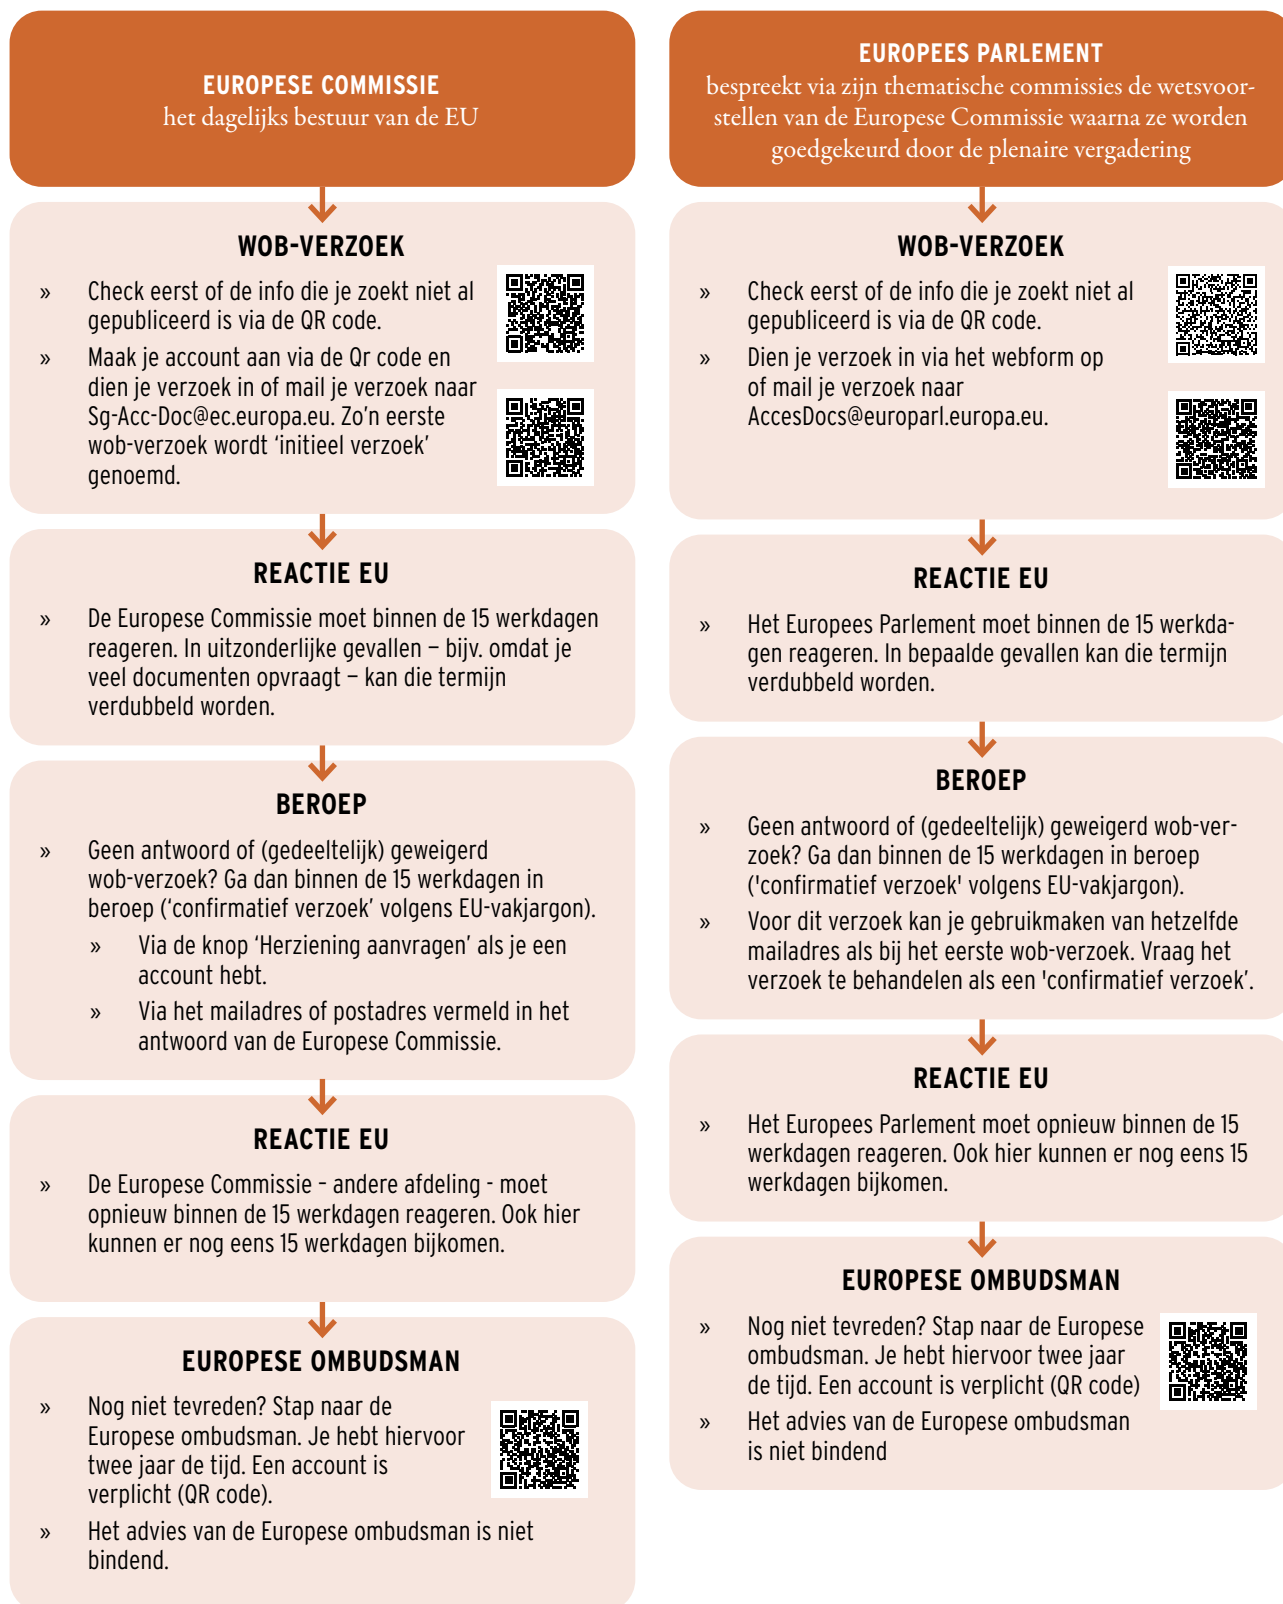 EUROPESE COMMISSIE
het dagelijks bestuur van de EU
WOB-VERZOEK
» Check eerst of de info die je zoekt niet al
gepubliceerd is via de QR code.
» Maak je account aan via de Qr code en
dien je verzoek in of mail je verzoek naar
Sg-Acc-Doc@ec.europa.eu. Zo’n eerste
wob-verzoek wordt ‘initieel verzoek’
genoemd.
REACTIE EU
» De Europese Commissie moet binnen de 15 werkdagen
reageren. In uitzonderlijke gevallen – bijv. omdat je
veel documenten opvraagt – kan die termijn
verdubbeld worden.
BEROEP
» Geen antwoord of (gedeeltelijk) geweigerd
wob-verzoek? Ga dan binnen de 15 werkdagen in
beroep (‘confirmatief verzoek’ volgens EU-vakjargon).
» Via de knop ‘Herziening aanvragen’ als je een
account hebt.
» Via het mailadres of postadres vermeld in het
antwoord van de Europese Commissie.
REACTIE EU
» De Europese Commissie – andere afdeling - moet
opnieuw binnen de 15 werkdagen reageren. Ook hier
kunnen er nog eens 15 werkdagen bijkomen.
EUROPESE OMBUDSMAN
» Nog niet tevreden? Stap naar de
Europese ombudsman. Je hebt hiervoor
twee jaar de tijd. Een account is
verplicht (QR code).
» Het advies van de Europese ombudsman is niet
bindend.
EUROPEES PARLEMENT
bespreekt via zijn thematische commissies de wetsvoor-
stellen van de Europese Commissie waarna ze worden
goedgekeurd door de plenaire vergadering
WOB-VERZOEK
» Check eerst of de info die je zoekt niet al
gepubliceerd is via de QR code.
» Dien je verzoek in via het webform op
of mail je verzoek naar
AccesDocs@europarl.europa.eu.
REACTIE EU
» Het Europees Parlement moet binnen de 15 werkda-
gen reageren. In bepaalde gevallen kan die termijn
verdubbeld worden.
BEROEP
» Geen antwoord of (gedeeltelijk) geweigerd wob-ver-
zoek? Ga dan binnen de 15 werkdagen in beroep
('confirmatief verzoek' volgens EU-vakjargon).
» Voor dit verzoek kan je gebruikmaken van hetzelfde
mailadres als bij het eerste wob-verzoek. Vraag het
verzoek te behandelen als een 'confirmatief verzoek’.
REACTIE EU
» Het Europees Parlement moet opnieuw binnen de 15
werkdagen reageren. Ook hier kunnen er nog eens 15
werkdagen bijkomen.
EUROPESE OMBUDSMAN
» Nog niet tevreden? Stap naar de Europese
ombudsman. Je hebt hiervoor twee jaar
de tijd. Een account is verplicht (QR code)
» Het advies van de Europese ombudsman
is niet bindend